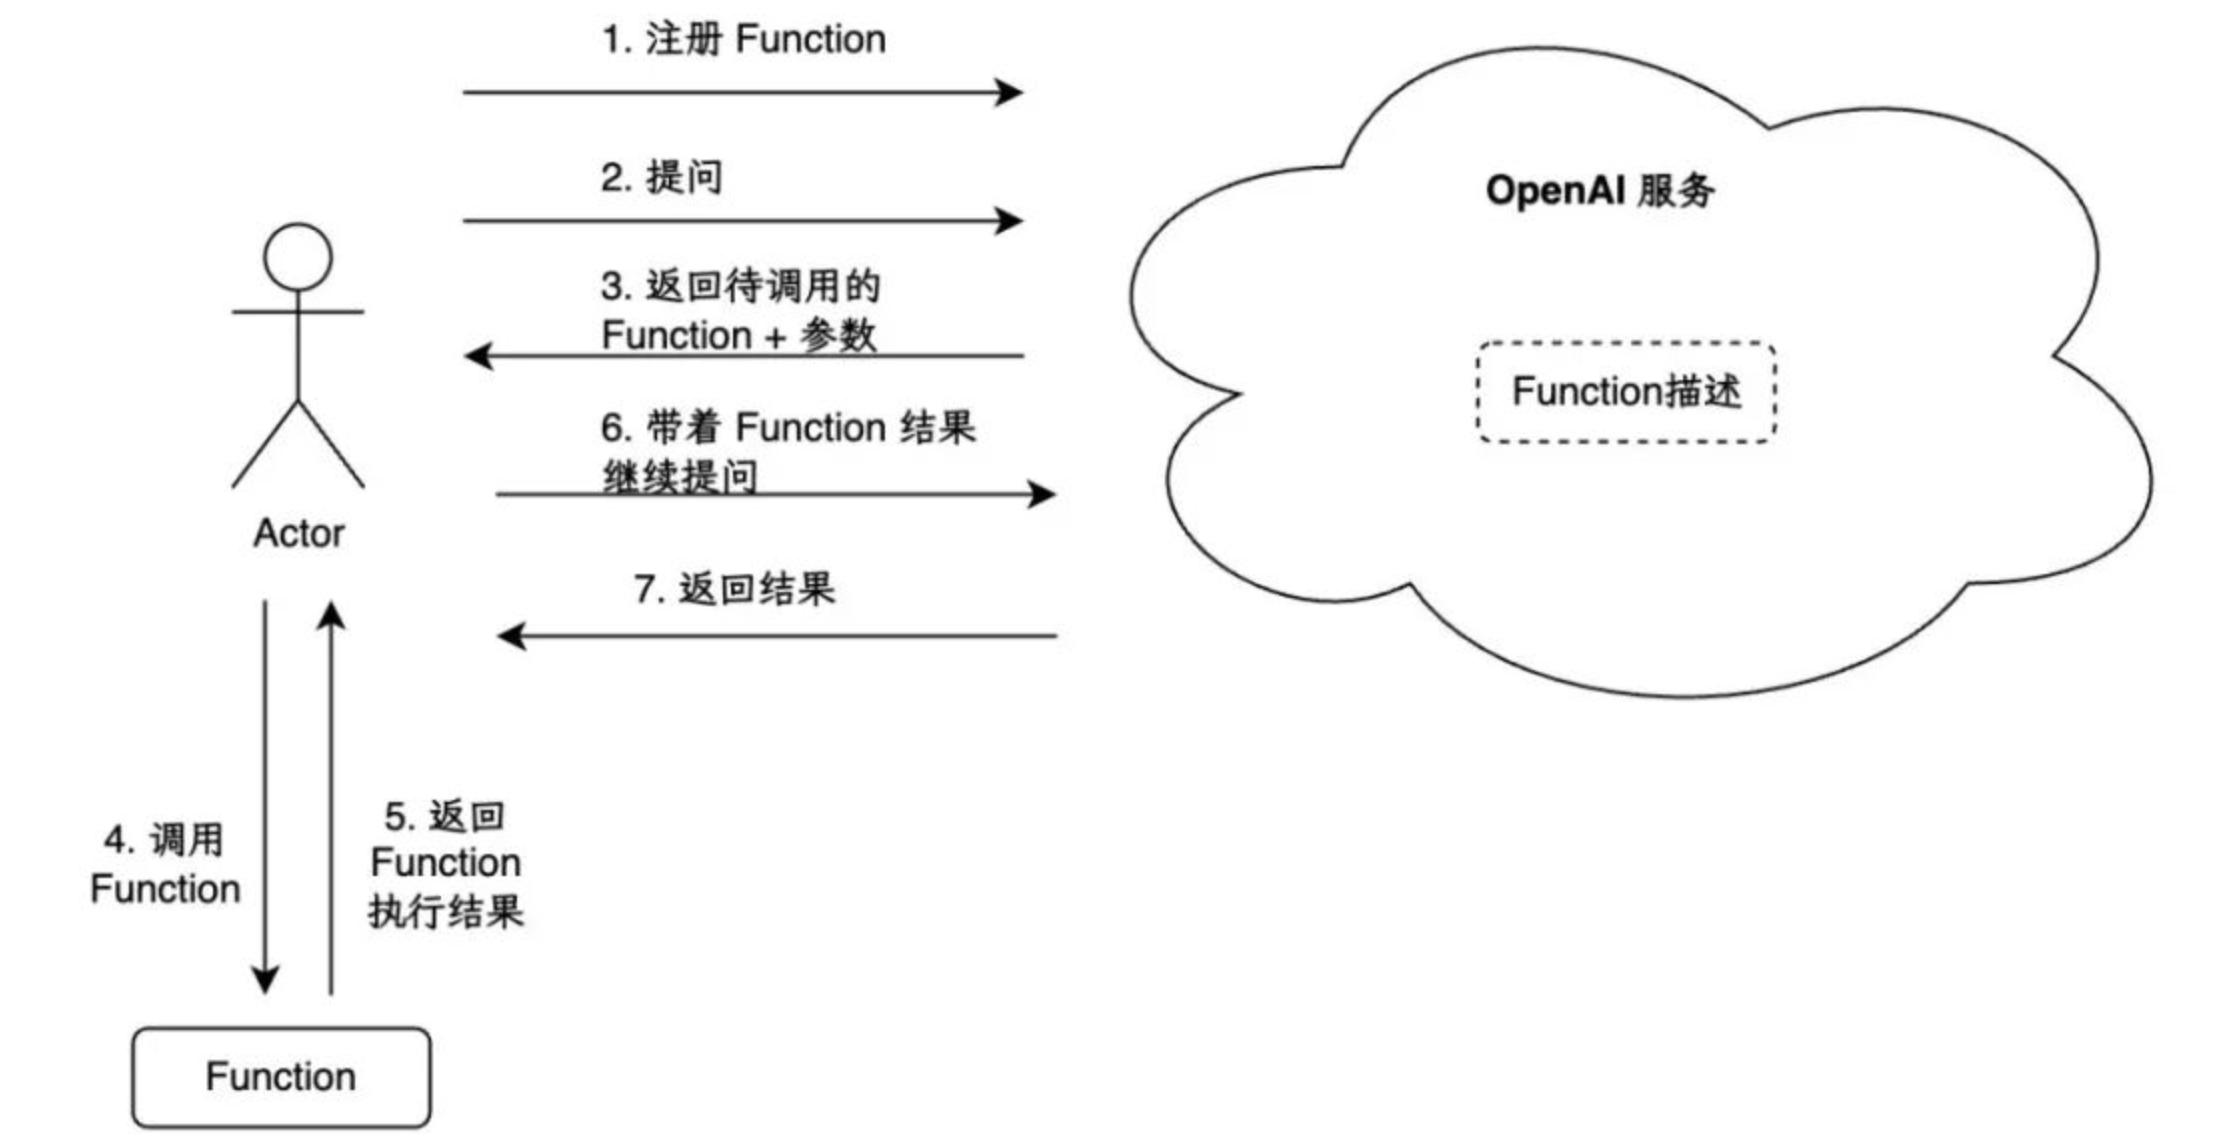 1. 注册 Function
2. 提问
3. 返回待调用的
Function + 参数
6. 带着 Function 结果
继续提问
7. 返回结果
OpenAI 服务
Function描述
Actor
4. 调用
Function
5. 返回
Function
执行结果
Function